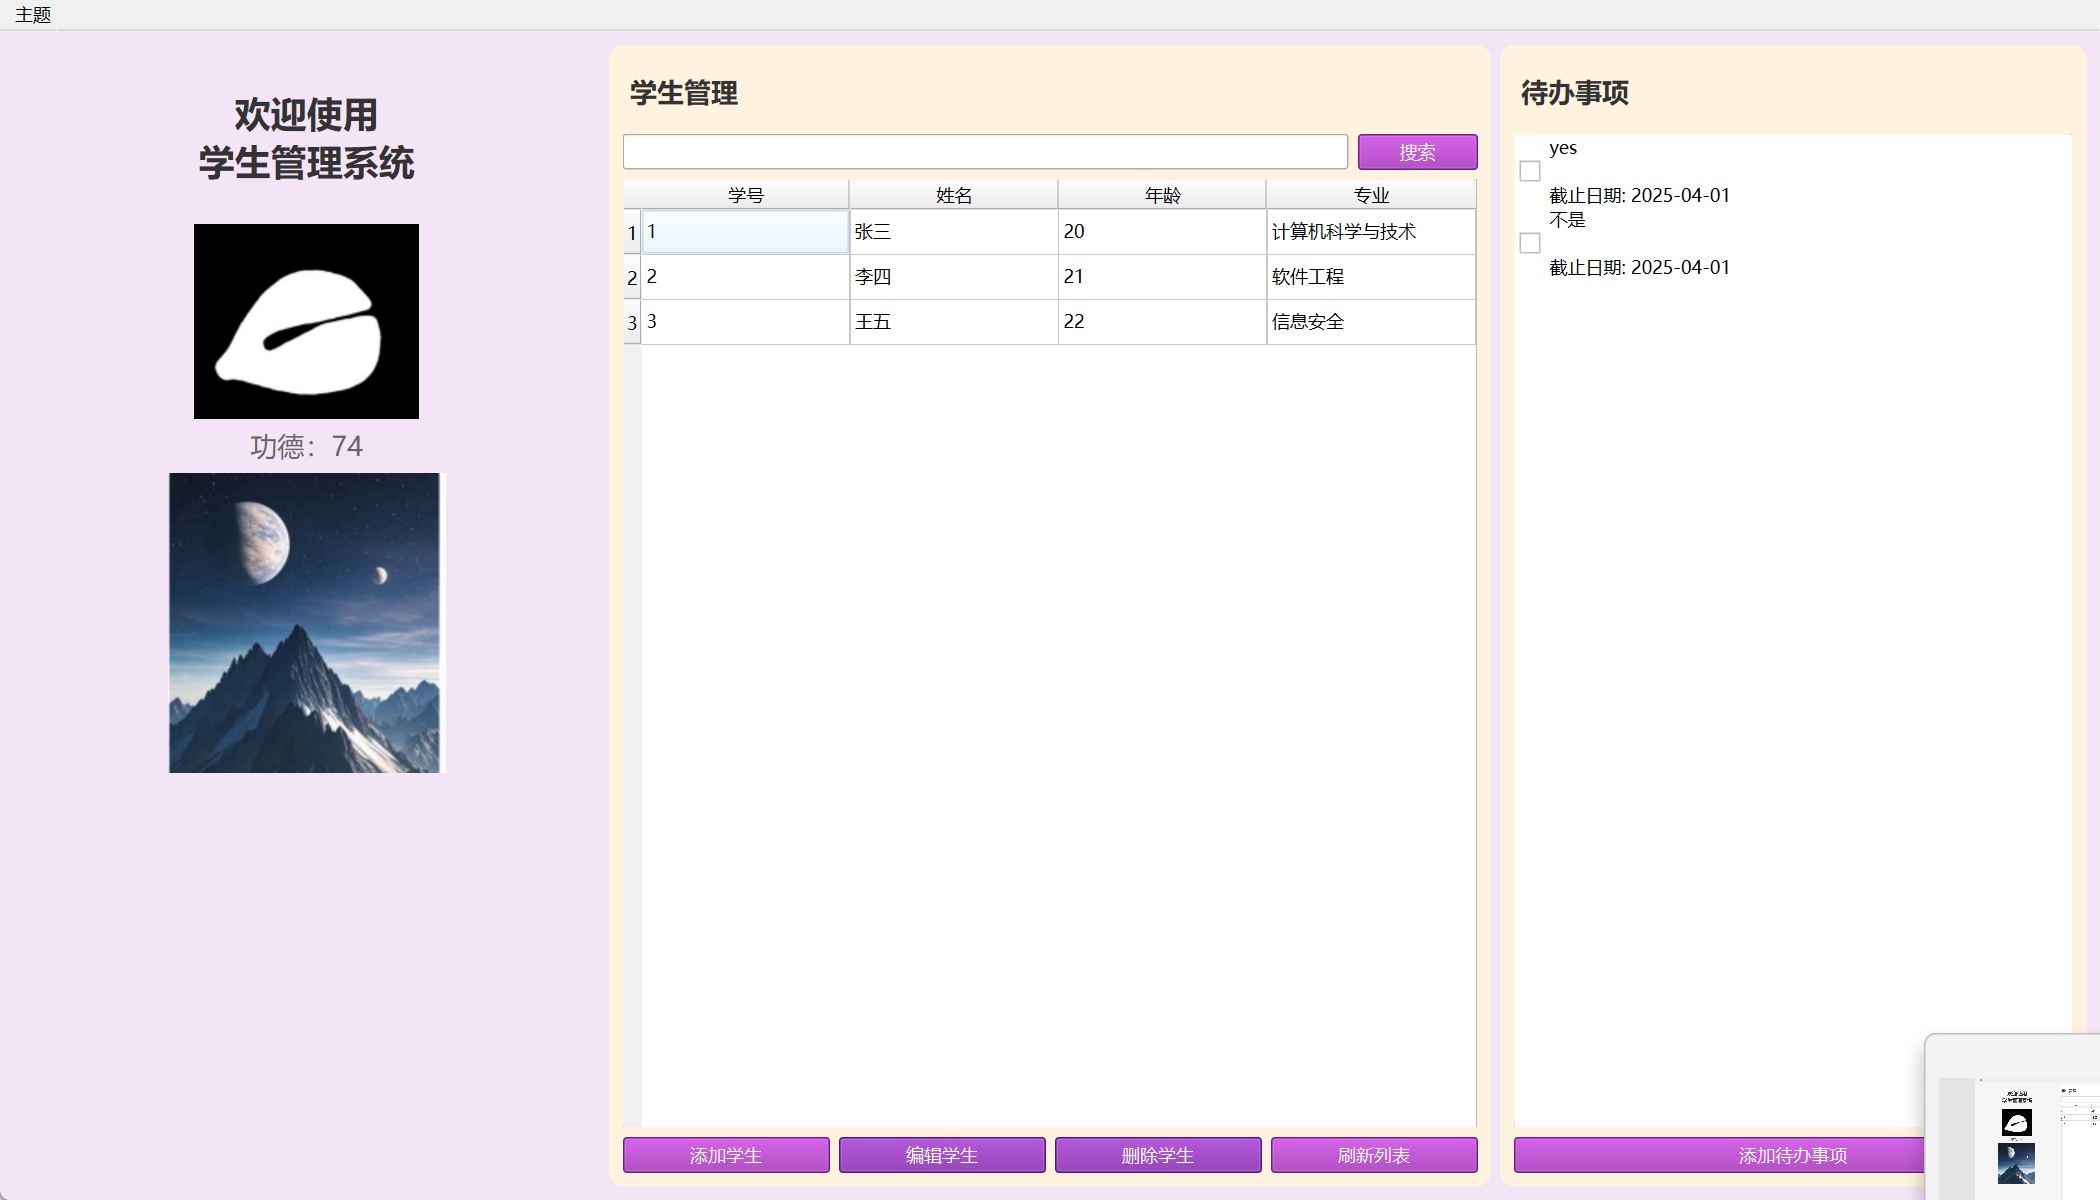 主题
欢迎使用
学生管理系统
功德：74
学生管理
搜索
学号 姓名 年龄 专业
1 1 张三 20 计算机科学与技术
2 2 李四 21 软件工程
3 3 王五 22 信息安全
添加学生 编辑学生 删除学生 刷新列表
待办事项
yes
截止日期: 2025-04-01
不是
截止日期: 2025-04-01
添加待办事项